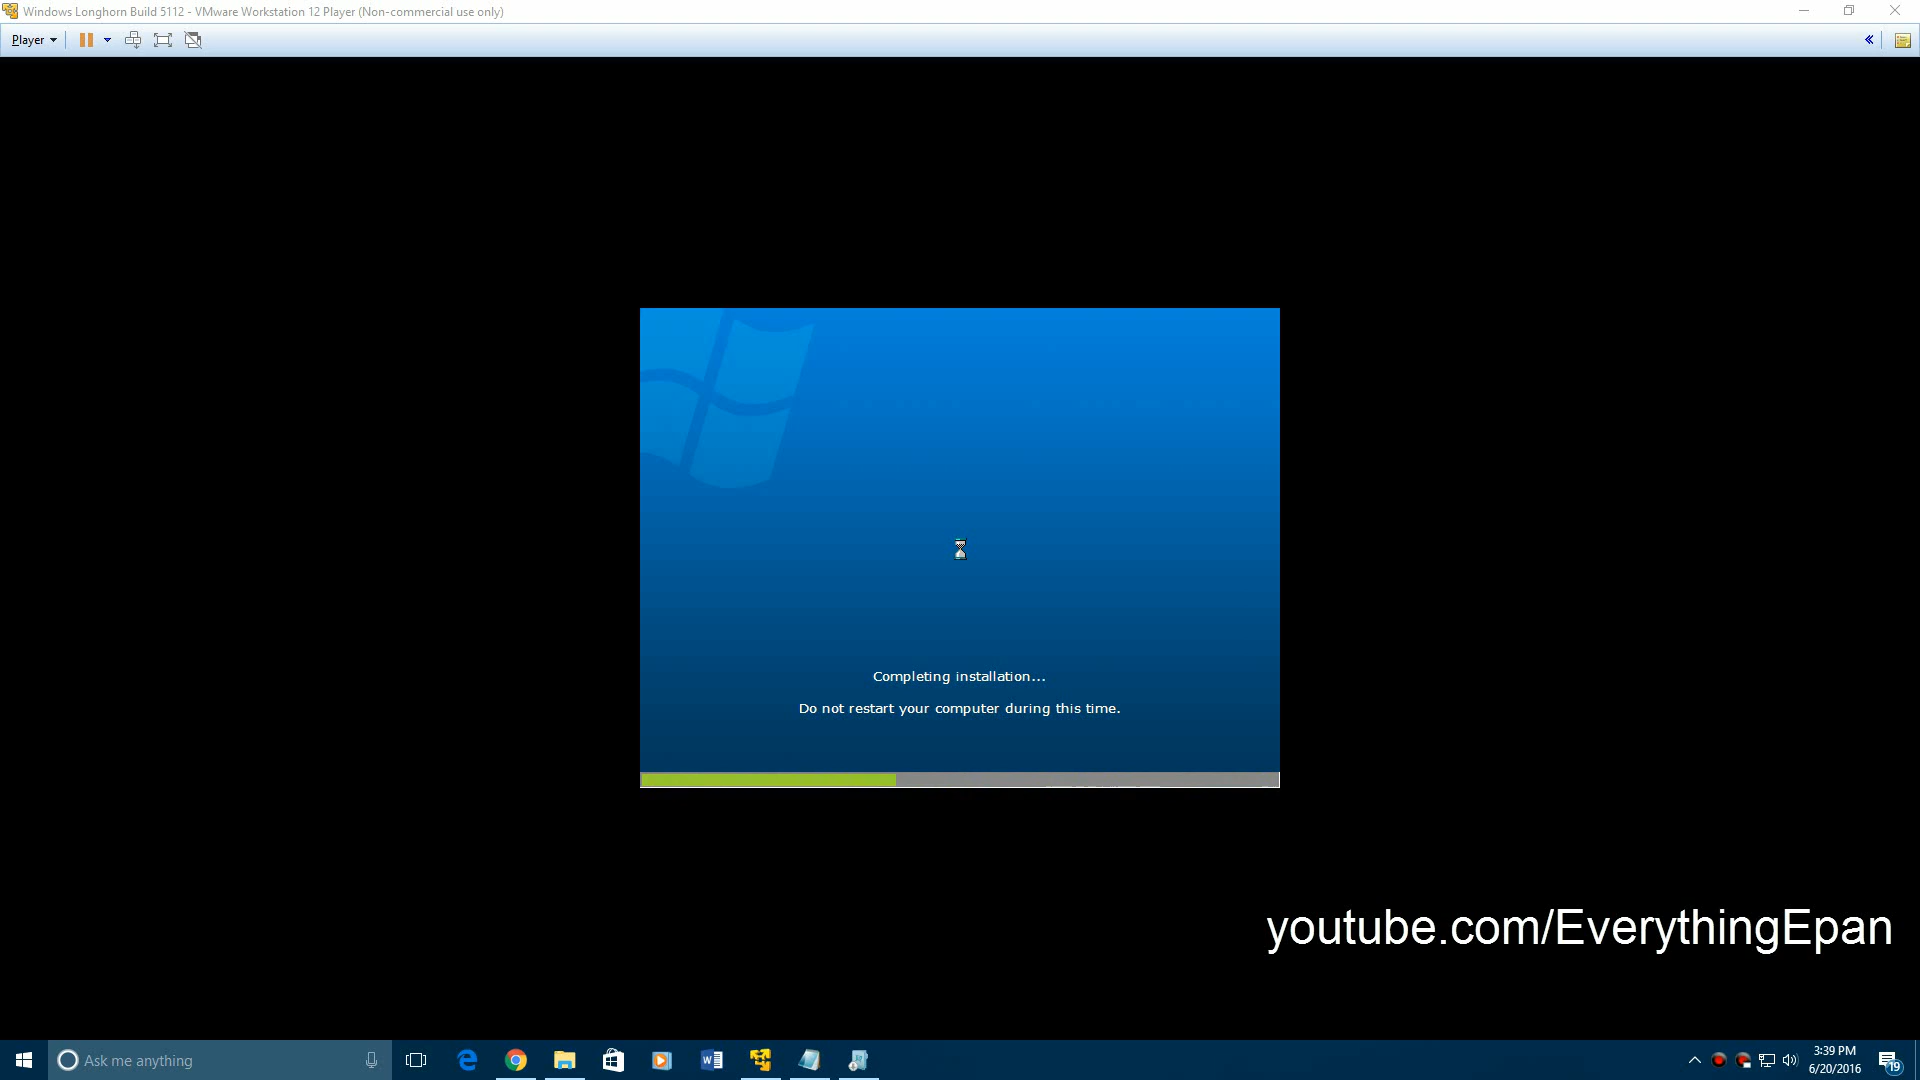 Windows Longhorn Build 5112 - VMware Workstation 12 Player (Non-commercial use only)
Player
Completing installation...
Do not restart your computer during this time.
youtube.com/EverythingEpan
Ask me anything
3:39 PM
6/20/2016
19